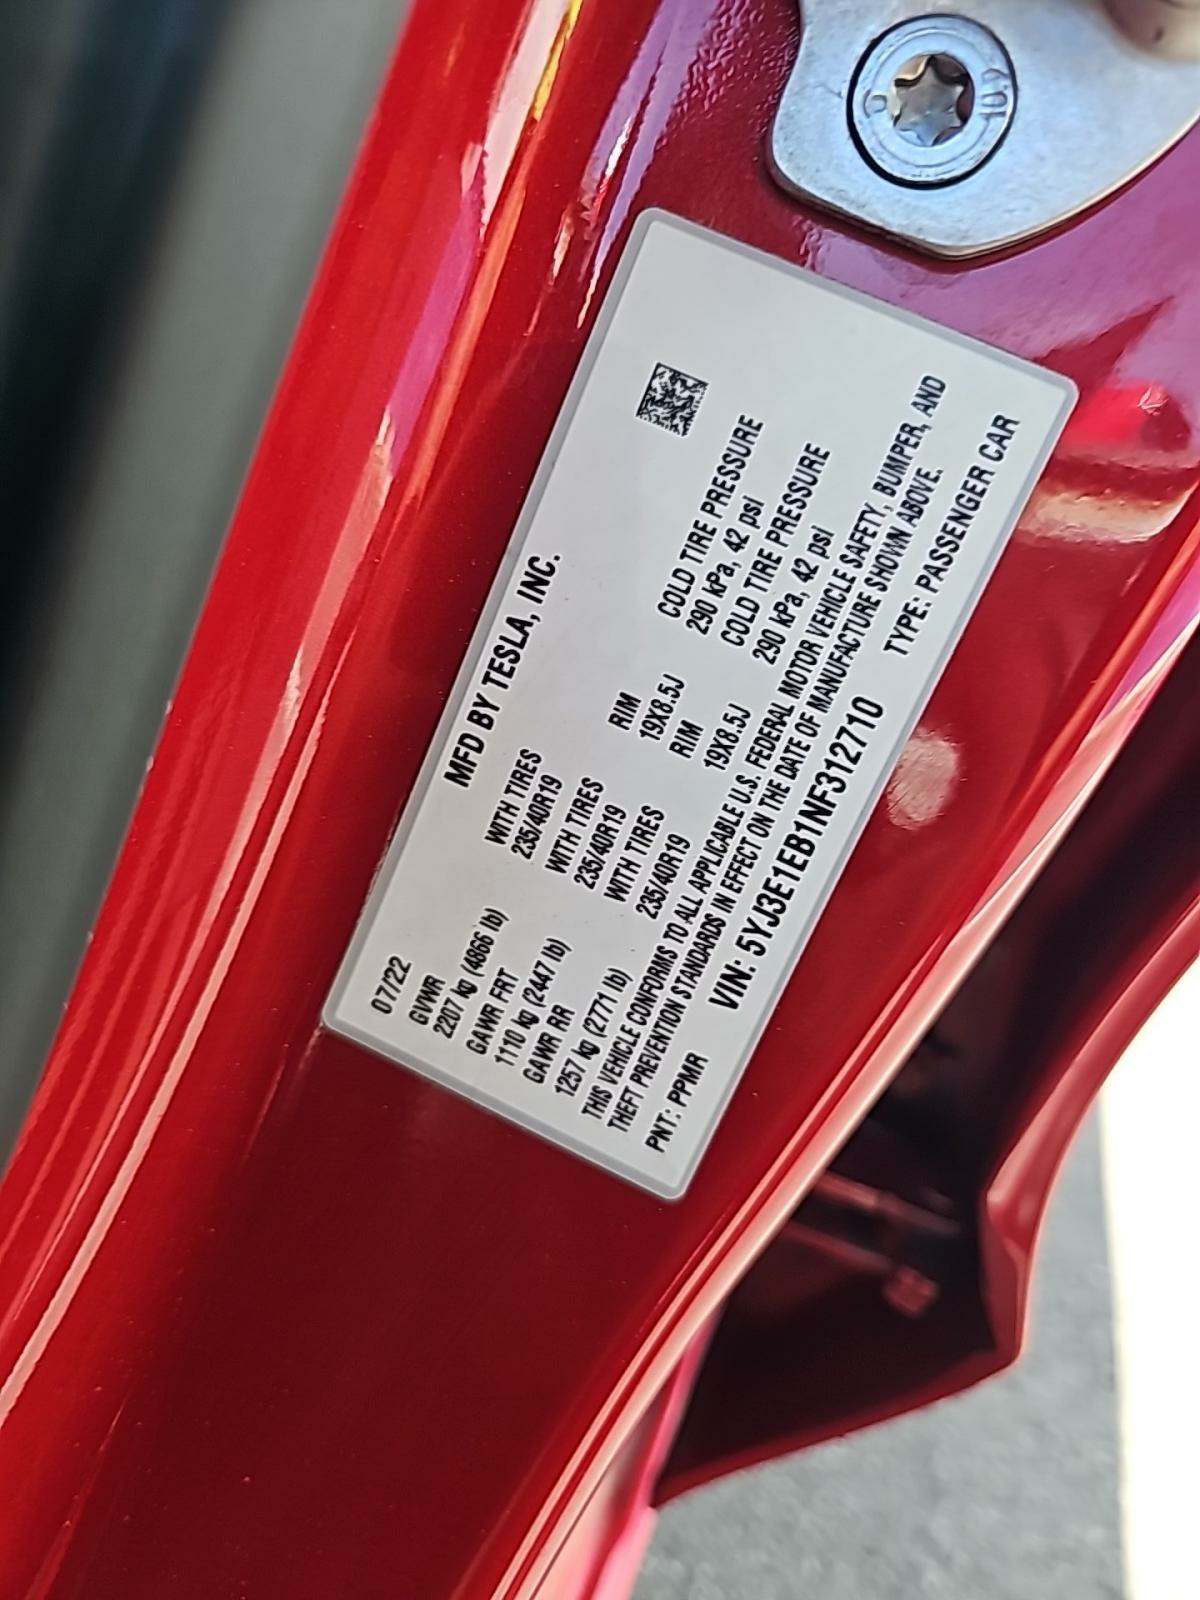 MFD BY TESLA, INC.
07/22
GVWR WITH TIRES
2207 kg (4866 lb) 235/40R19
GAWR FRT WITH TIRES RIM COLD TIRE PRESSURE
1110 kg (2447 lb) 235/40R19 19X8.5J 290 kPa, 42 psi
GAWR RR WITH TIRES RIM COLD TIRE PRESSURE
1257 kg (2771 lb) 235/40R19 19X8.5J 290 kPa, 42 psi
THIS VEHICLE CONFORMS TO ALL APPLICABLE U.S. FEDERAL MOTOR VEHICLE SAFETY, BUMPER, AND
THEFT PREVENTION STANDARDS IN EFFECT ON THE DATE OF MANUFACTURE SHOWN ABOVE.
PNT: PPMR VIN: 5YJ3E1EB1NF312710 TYPE: PASSENGER CAR